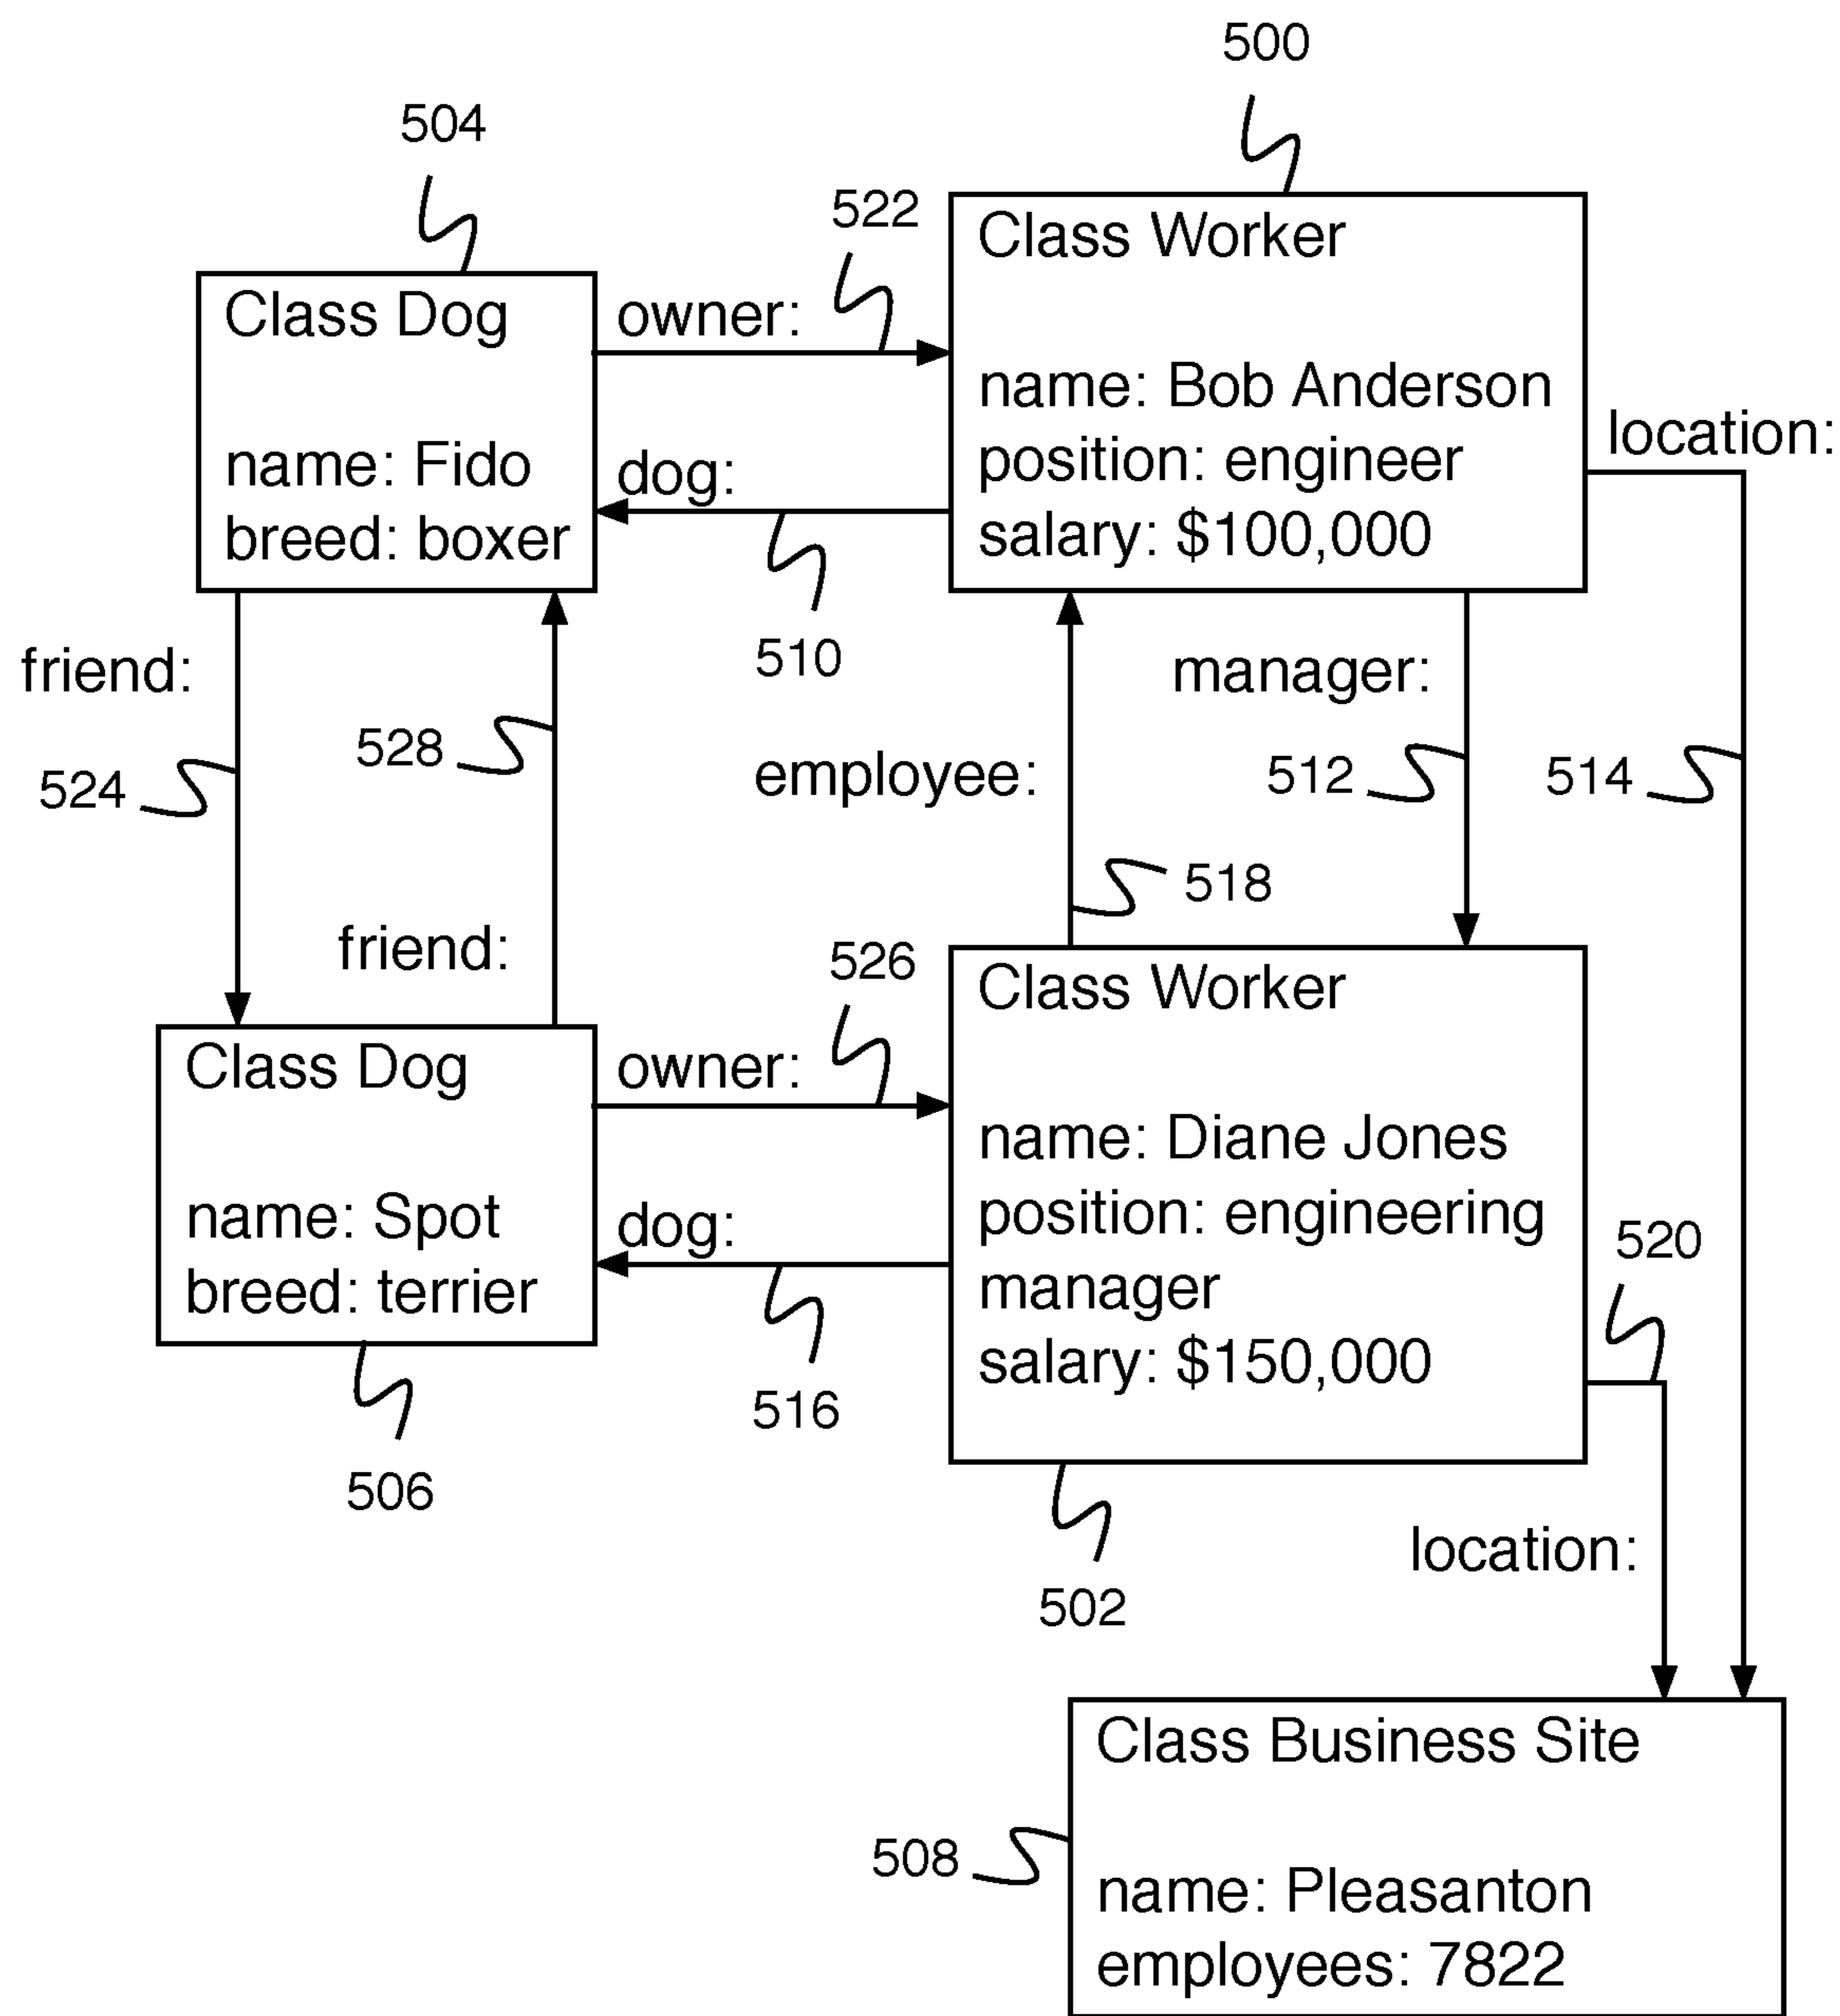 500
504
522
Class Worker
name: Bob Anderson
position: engineer
salary: $100,000
Class Dog
name: Fido
breed: boxer
owner:
dog:
location:
510
friend:
528
524
manager:
employee:
512
514
518
friend:
526
Class Worker
name: Diane Jones
position: engineering
manager
salary: $150,000
Class Dog
name: Spot
breed: terrier
owner:
dog:
520
516
506
502
location:
Class Business Site
name: Pleasanton
employees: 7822
508